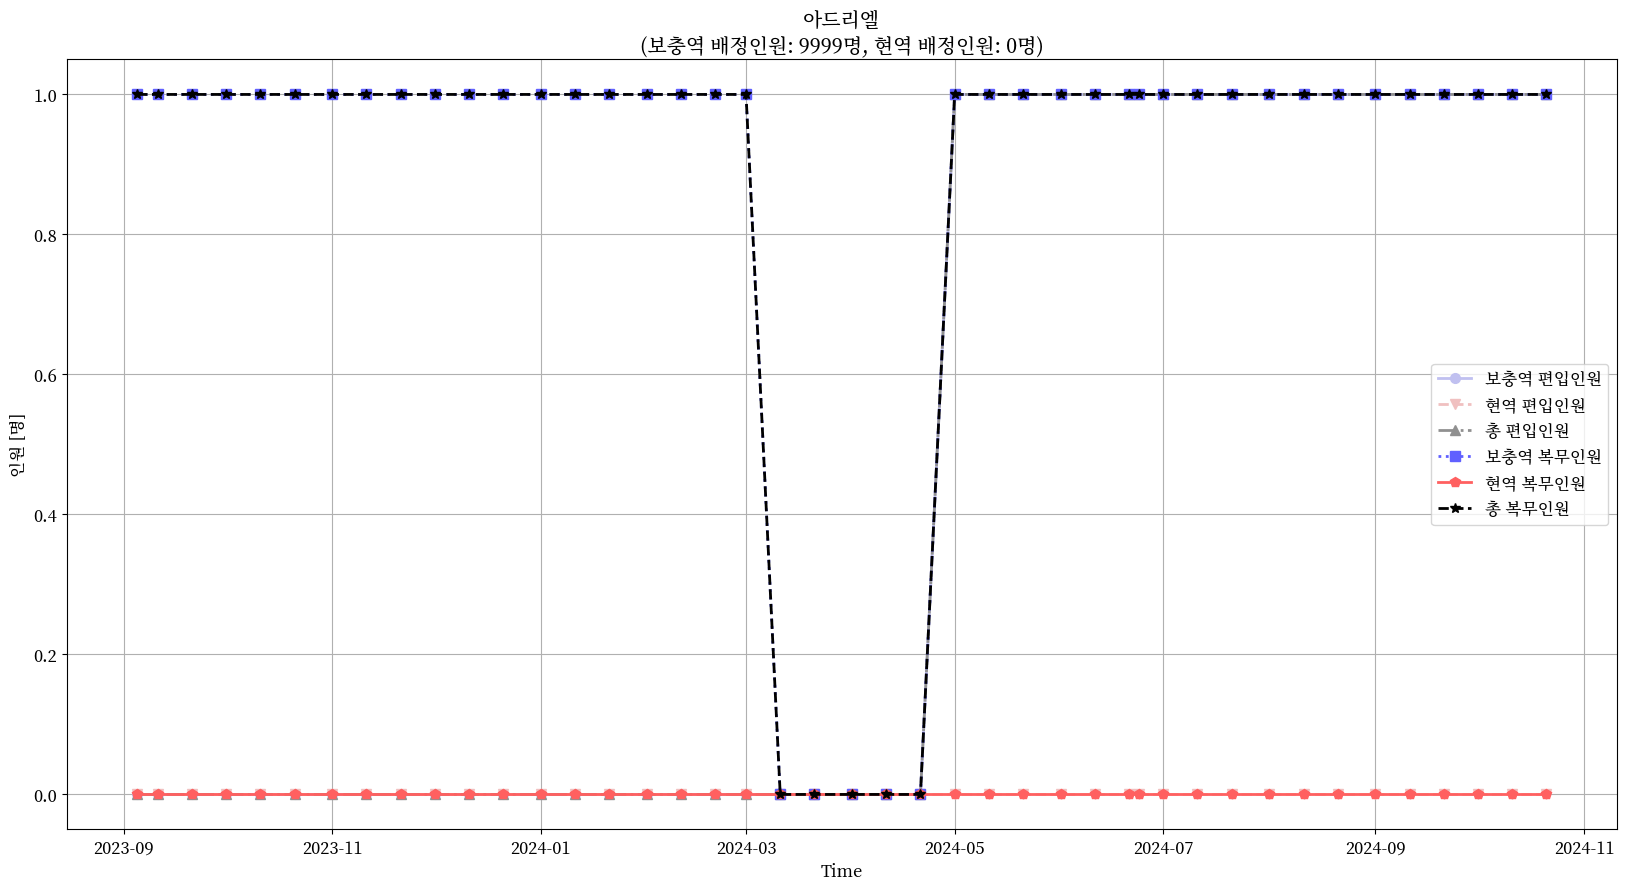 아드리엘
(보충역 배정인원: 9999명, 현역 배정인원: 0명)
인원 [명]
1.0
0.8
0.6
0.4
0.2
0.0
보충역 편입인원
현역 편입인원
총 편입인원
보충역 복무인원
현역 복무인원
총 복무인원
2023-09 2023-11 2024-01 2024-03 2024-05 2024-07 2024-09 2024-11
Time